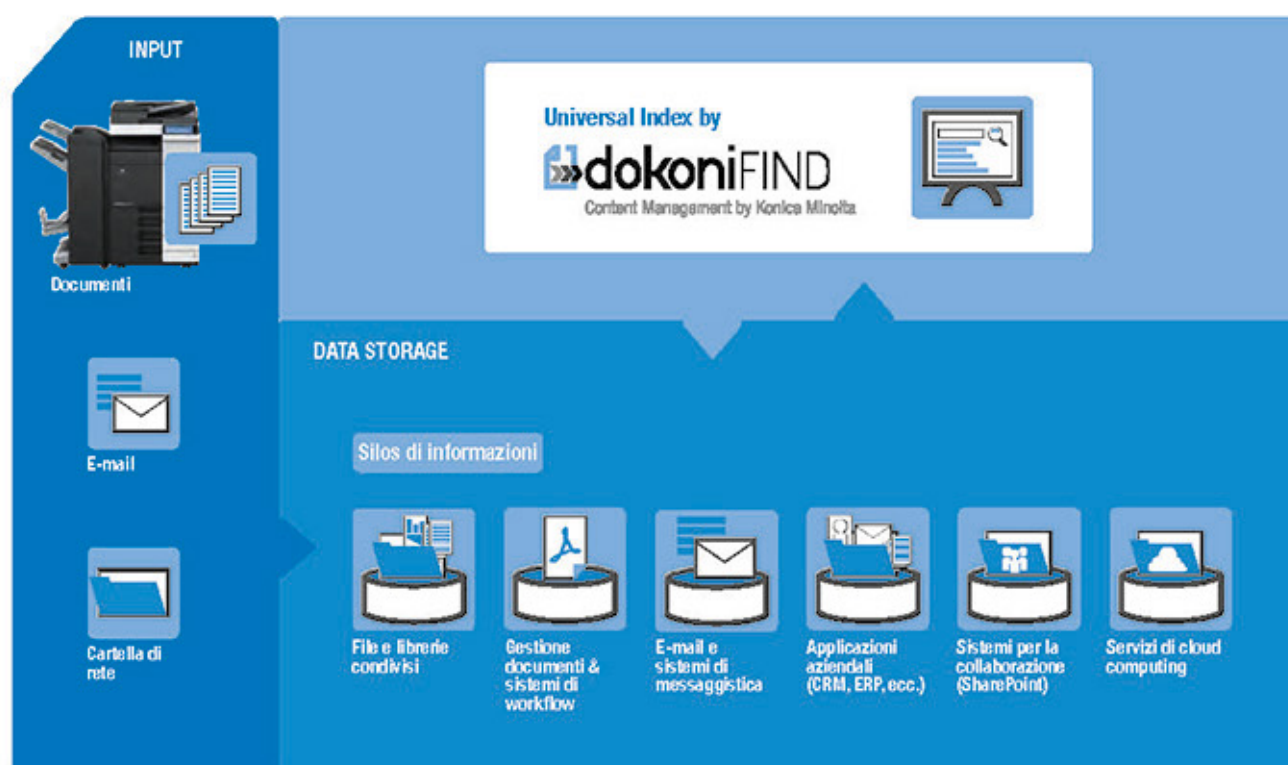 INPUT
Documenti
E-mail
Cartella di
rete
Universal Index by
dokoniFIND
Content Management by Konica Minolta
DATA STORAGE
Silos di informazioni
File e librerie
condivisi
Gestione
documenti &
sistemi di
workflow
E-mail e
sistemi di
messaggistica
Applicazioni
aziendali
(CRM, ERP, ecc.)
Sistemi per la
collaborazione
(SharePoint)
Servizi di cloud
computing